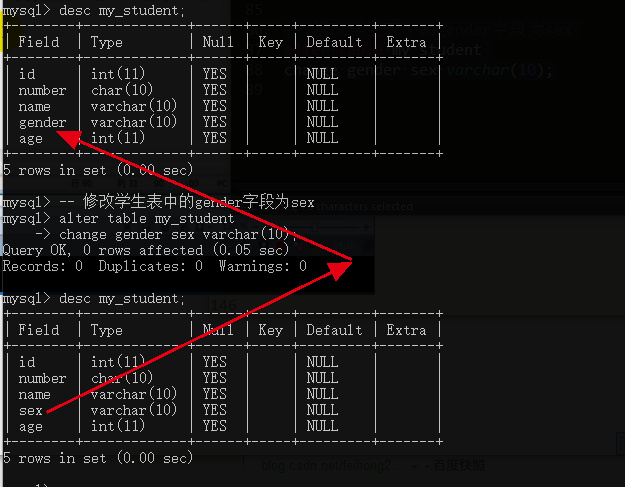 mysql> desc my_student;
+--------+-------------+------+-----+---------+-------+
| Field | Type | Null | Key | Default | Extra |
+--------+-------------+------+-----+---------+-------+
| id | int(11) | YES | | NULL | |
| number | char(10) | YES | | NULL | |
| name | varchar(10) | YES | | NULL | |
| gender | varchar(10) | YES | | NULL | |
| age | int(11) | YES | | NULL | |
+--------+-------------+------+-----+---------+-------+
5 rows in set (0.00 sec)
mysql> -- 修改学生表中的gender字段为sex
mysql> alter table my_student
-> change gender sex varchar(10);
Query OK, 0 rows affected (0.05 sec)
Records: 0 Duplicates: 0 Warnings: 0
mysql> desc my_student;
+--------+-------------+------+-----+---------+-------+
| Field | Type | Null | Key | Default | Extra |
+--------+-------------+------+-----+---------+-------+
| id | int(11) | YES | | NULL | |
| number | char(10) | YES | | NULL | |
| name | varchar(10) | YES | | NULL | |
| sex | varchar(10) | YES | | NULL | |
| age | int(11) | YES | | NULL | |
+--------+-------------+------+-----+---------+-------+
5 rows in set (0.00 sec)
mysql>
85
student
gender sex varchar(10);
characters selected
146